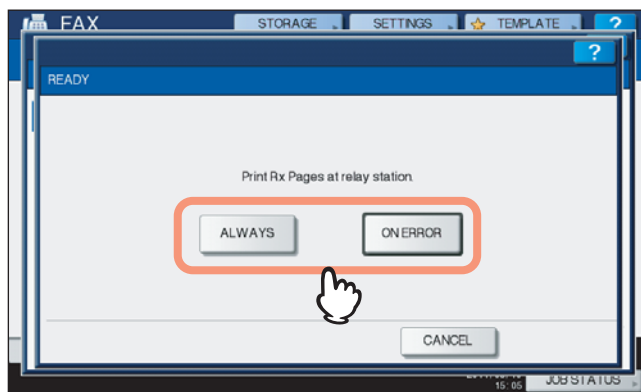 FAX STORAGE SETTINGS TEMPLATE ?
?
READY
Print Rx Pages at relay station.
ALWAYS ON ERROR
CANCEL
15:05 JOB STATUS